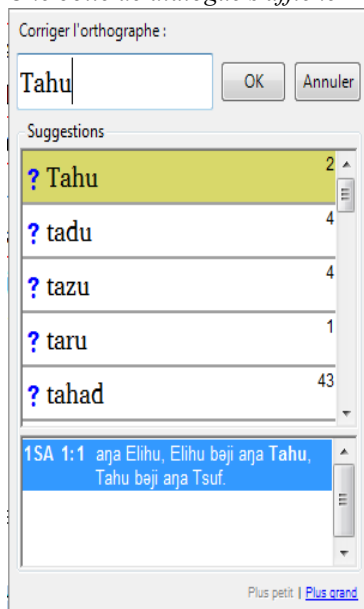 Corriger l'orthographe :
Tahu
OK
Annuler
Suggestions
? Tahu 2
? tadu 4
? tazu 4
? taru 1
? tahad 43
1SA 1:1 aŋa Elihu, Elihu bəji aŋa Tahu,
Tahu bəji aŋa Tsuf.
Plus petit | Plus grand